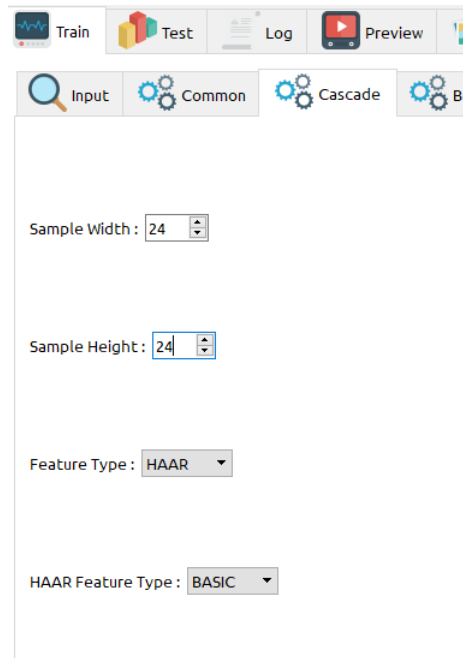 Train Test Log Preview
Input Common Cascade B
Sample Width : 24
Sample Height : 24
Feature Type : HAAR
HAAR Feature Type : BASIC